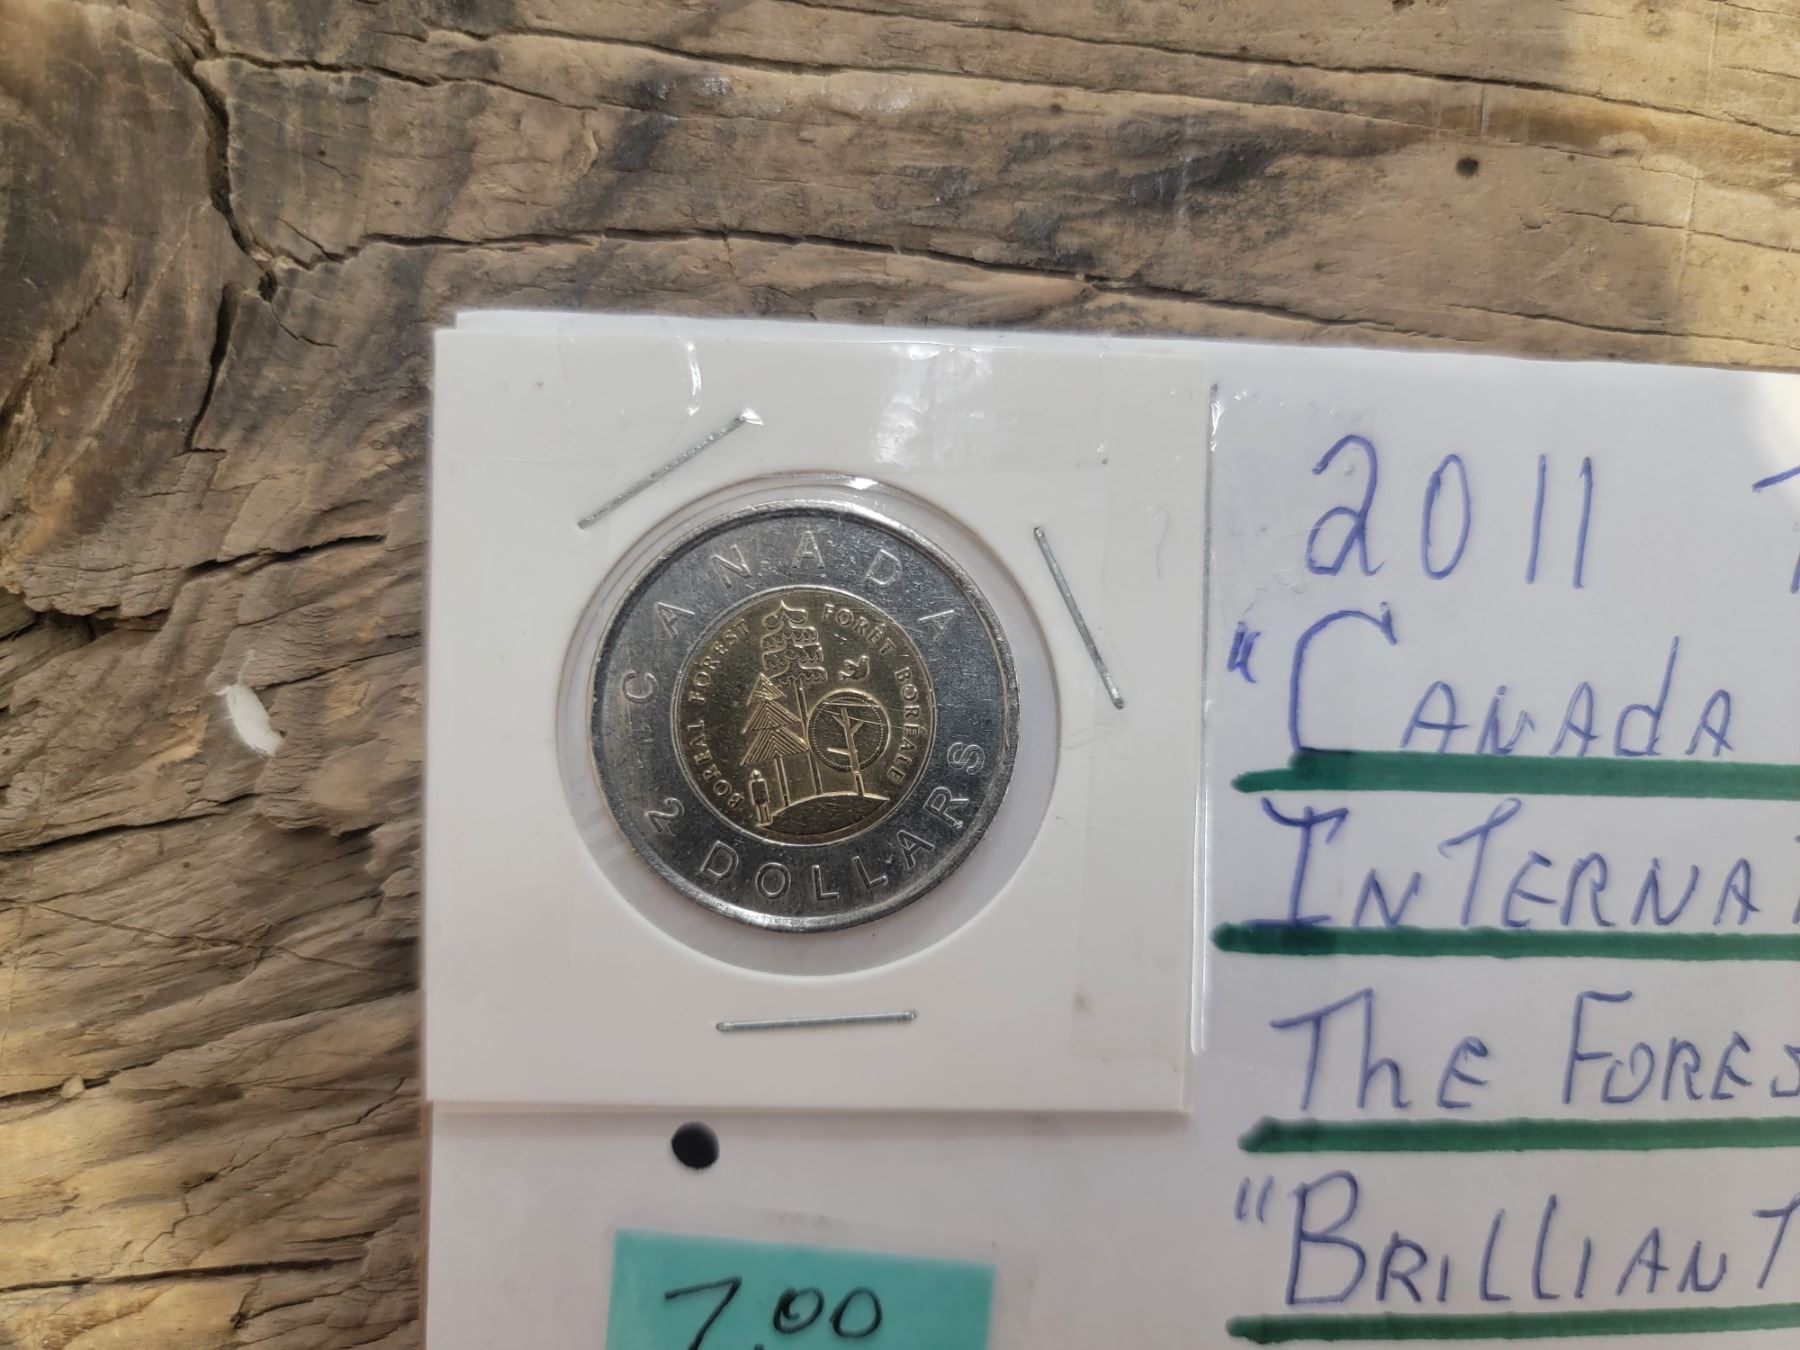 CANADA
BOREAL FOREST FORÊT BORÉALE
2 DOLLARS
2011
"CANADA
INTERNA
THE FORES
"BRILLIANT
7.00